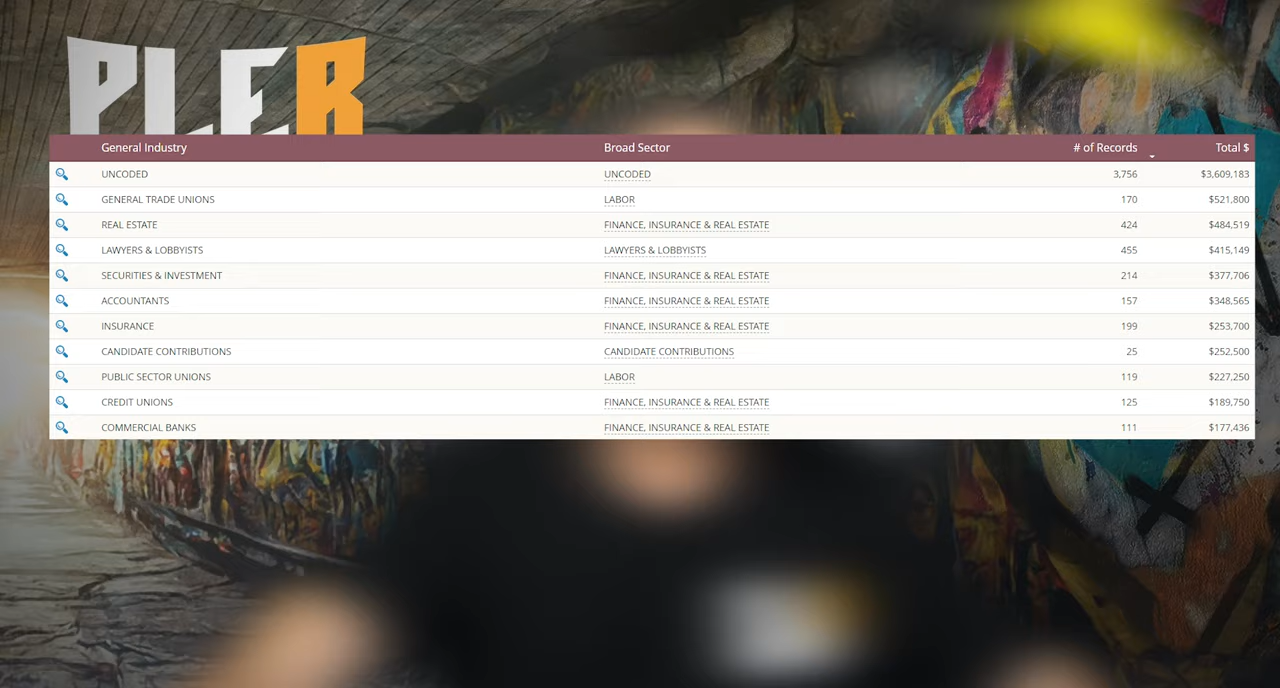 PLER
General Industry Broad Sector # of Records Total $
UNCODED UNCODED 3,756 $3,609,183
GENERAL TRADE UNIONS LABOR 170 $521,800
REAL ESTATE FINANCE, INSURANCE & REAL ESTATE 424 $484,519
LAWYERS & LOBBYISTS LAWYERS & LOBBYISTS 455 $415,149
SECURITIES & INVESTMENT FINANCE, INSURANCE & REAL ESTATE 214 $377,706
ACCOUNTANTS FINANCE, INSURANCE & REAL ESTATE 157 $348,565
INSURANCE FINANCE, INSURANCE & REAL ESTATE 199 $253,700
CANDIDATE CONTRIBUTIONS CANDIDATE CONTRIBUTIONS 25 $252,500
PUBLIC SECTOR UNIONS LABOR 119 $227,250
CREDIT UNIONS FINANCE, INSURANCE & REAL ESTATE 125 $189,750
COMMERCIAL BANKS FINANCE, INSURANCE & REAL ESTATE 111 $177,436